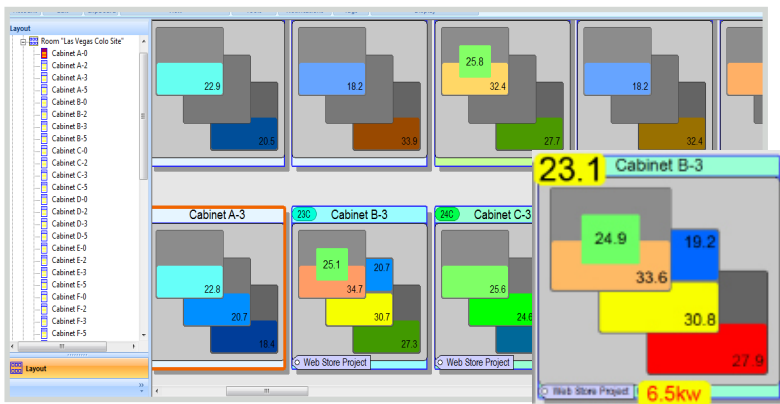 Layout
Room "Las Vegas Colo Site"
Cabinet A-0
Cabinet A-2
Cabinet A-3
Cabinet A-5
Cabinet B-0
Cabinet B-2
Cabinet B-3
Cabinet B-5
Cabinet C-0
Cabinet C-2
Cabinet C-3
Cabinet C-5
Cabinet D-0
Cabinet D-2
Cabinet D-3
Cabinet D-5
Cabinet E-0
Cabinet E-2
Cabinet E-3
Cabinet E-5
Cabinet F-0
Cabinet F-2
Cabinet F-3
Cabinet F-5
Layout
22.9
20.5
18.2
33.9
25.8
32.4
27.7
18.2
32.4
Cabinet A-3
22.8
20.7
18.4
23C Cabinet B-3
25.1
20.7
34.7
30.7
27.3
Web Store Project
24C Cabinet C-3
25.6
24.6
Web Store Project
23.1 Cabinet B-3
24.9
19.2
33.6
30.8
27.9
Web Store Project
6.5kw